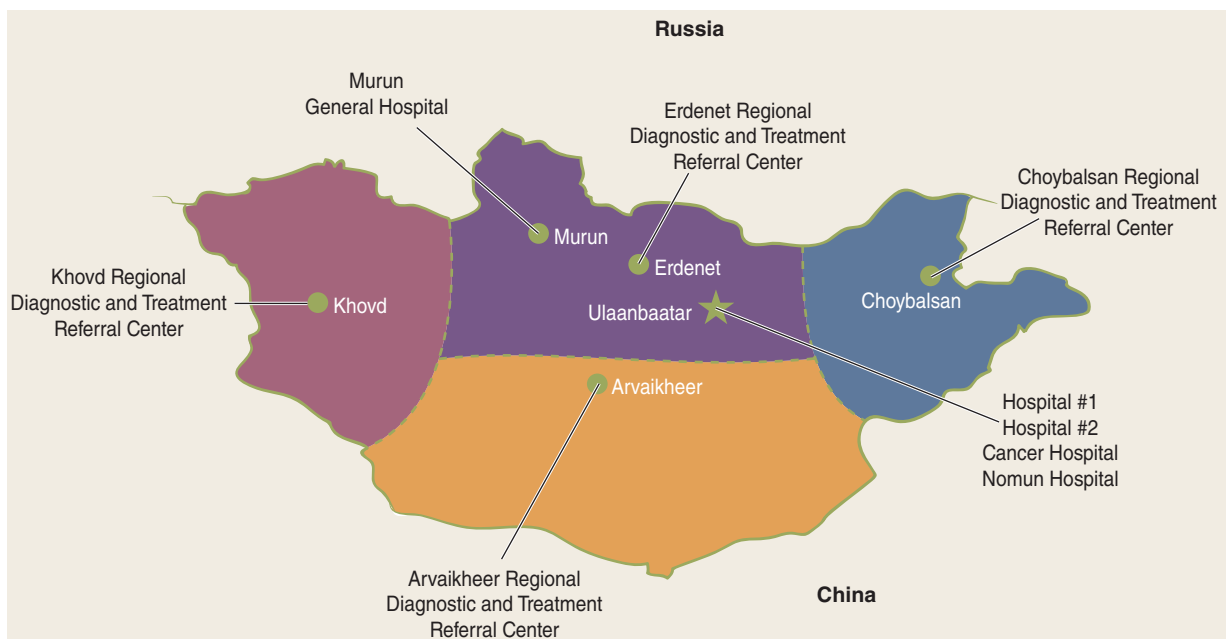 Russia
Murun
General Hospital
Erdenet Regional
Diagnostic and Treatment
Referral Center
Choybalsan Regional
Diagnostic and Treatment
Referral Center
Khovd Regional
Diagnostic and Treatment
Referral Center
Murun
Erdenet
Khovd
Ulaanbaatar
Choybalsan
Arvaikheer
Hospital #1
Hospital #2
Cancer Hospital
Nomun Hospital
Arvaikheer Regional
Diagnostic and Treatment
Referral Center
China